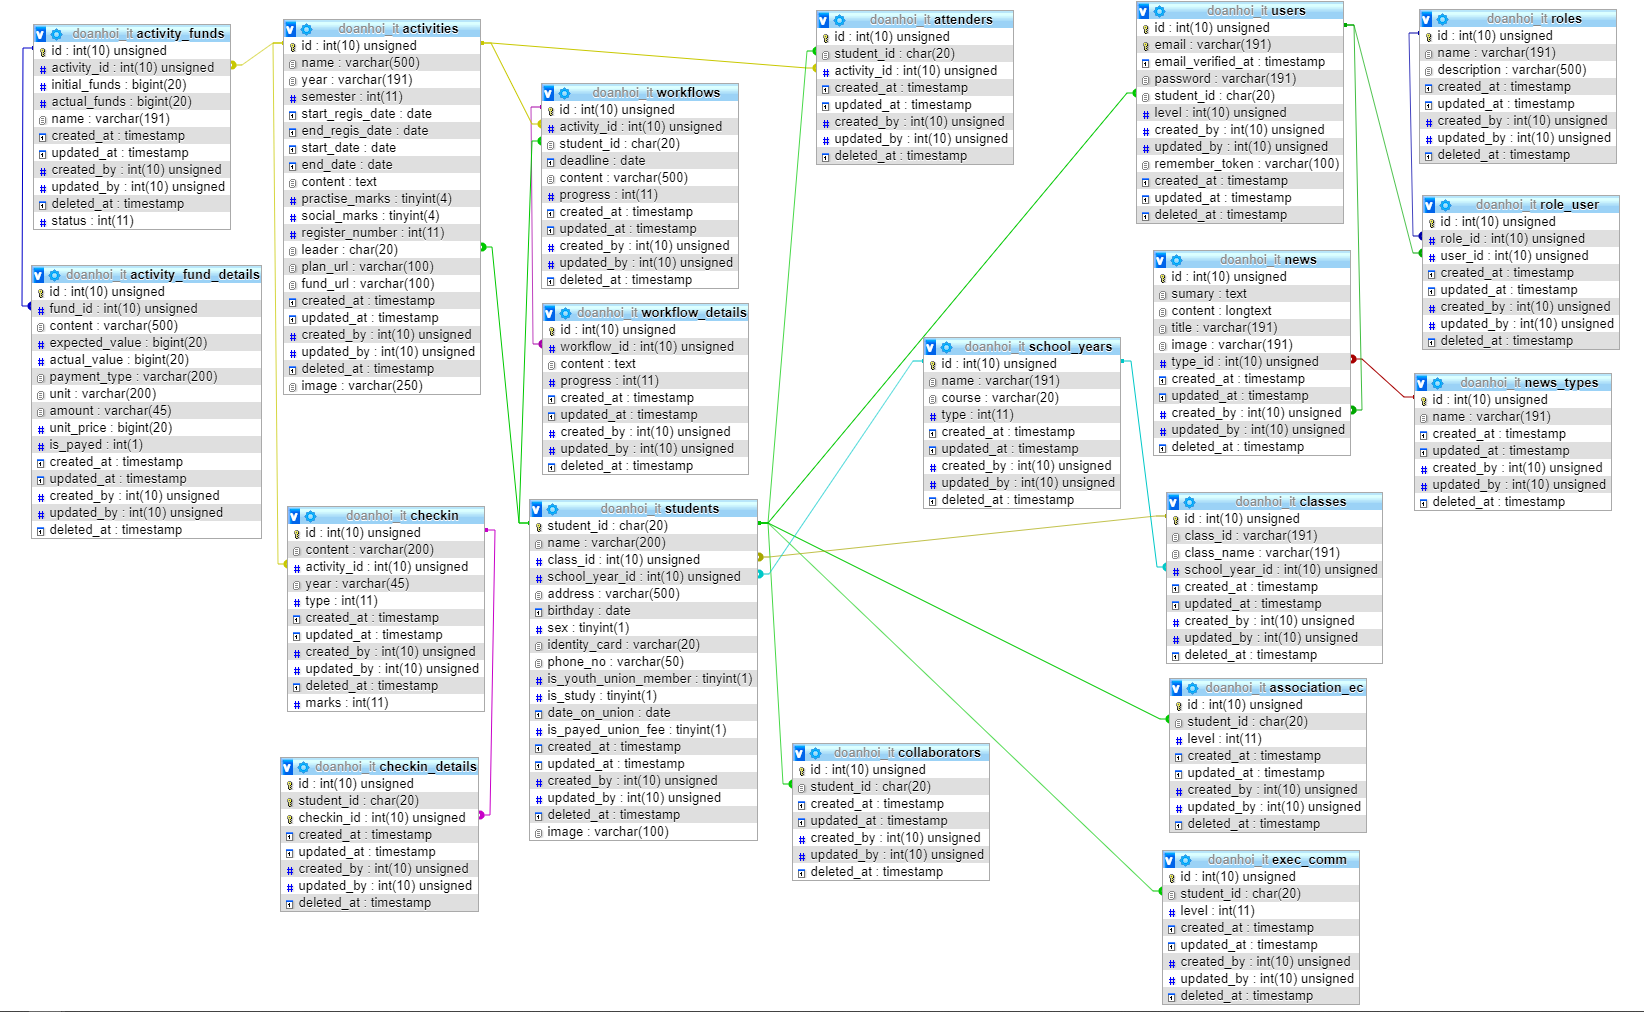 doanhoi_it activity_funds
id : int(10) unsigned
activity_id : int(10) unsigned
initial_funds : bigint(20)
actual_funds : bigint(20)
name : varchar(191)
created_at : timestamp
updated_at : timestamp
created_by : int(10) unsigned
updated_by : int(10) unsigned
deleted_at : timestamp
status : int(11)
doanhoi_it activity_fund_details
id : int(10) unsigned
fund_id : int(10) unsigned
content : varchar(500)
expected_value : bigint(20)
actual_value : bigint(20)
payment_type : varchar(200)
unit : varchar(200)
amount : varchar(45)
unit_price : bigint(20)
is_payed : int(1)
created_at : timestamp
updated_at : timestamp
created_by : int(10) unsigned
updated_by : int(10) unsigned
deleted_at : timestamp
doanhoi_it activities
id : int(10) unsigned
name : varchar(500)
year : varchar(191)
semester : int(11)
start_regis_date : date
end_regis_date : date
start_date : date
end_date : date
content : text
practise_marks : tinyint(4)
social_marks : tinyint(4)
register_number : int(11)
leader : char(20)
plan_url : varchar(100)
fund_url : varchar(100)
created_at : timestamp
updated_at : timestamp
created_by : int(10) unsigned
updated_by : int(10) unsigned
deleted_at : timestamp
image : varchar(250)
doanhoi_it checkin
id : int(10) unsigned
content : varchar(200)
activity_id : int(10) unsigned
year : varchar(45)
type : int(11)
created_at : timestamp
updated_at : timestamp
created_by : int(10) unsigned
updated_by : int(10) unsigned
deleted_at : timestamp
marks : int(11)
doanhoi_it checkin_details
id : int(10) unsigned
student_id : char(20)
checkin_id : int(10) unsigned
created_at : timestamp
updated_at : timestamp
created_by : int(10) unsigned
updated_by : int(10) unsigned
deleted_at : timestamp
doanhoi_it workflows
id : int(10) unsigned
activity_id : int(10) unsigned
student_id : char(20)
deadline : date
content : varchar(500)
progress : int(11)
created_at : timestamp
updated_at : timestamp
created_by : int(10) unsigned
updated_by : int(10) unsigned
deleted_at : timestamp
doanhoi_it workflow_details
id : int(10) unsigned
workflow_id : int(10) unsigned
content : text
progress : int(11)
created_at : timestamp
updated_at : timestamp
created_by : int(10) unsigned
updated_by : int(10) unsigned
deleted_at : timestamp
doanhoi_it students
student_id : char(20)
name : varchar(200)
class_id : int(10) unsigned
school_year_id : int(10) unsigned
address : varchar(500)
birthday : date
sex : tinyint(1)
identity_card : varchar(20)
phone_no : varchar(50)
is_youth_union_member : tinyint(1)
is_study : tinyint(1)
date_on_union : date
is_payed_union_fee : tinyint(1)
created_at : timestamp
updated_at : timestamp
created_by : int(10) unsigned
updated_by : int(10) unsigned
deleted_at : timestamp
image : varchar(100)
doanhoi_it attenders
id : int(10) unsigned
student_id : char(20)
activity_id : int(10) unsigned
created_at : timestamp
updated_at : timestamp
created_by : int(10) unsigned
updated_by : int(10) unsigned
deleted_at : timestamp
doanhoi_it school_years
id : int(10) unsigned
name : varchar(191)
course : varchar(20)
type : int(11)
created_at : timestamp
updated_at : timestamp
created_by : int(10) unsigned
updated_by : int(10) unsigned
deleted_at : timestamp
doanhoi_it collaborators
id : int(10) unsigned
student_id : char(20)
created_at : timestamp
updated_at : timestamp
created_by : int(10) unsigned
updated_by : int(10) unsigned
deleted_at : timestamp
doanhoi_it users
id : int(10) unsigned
email : varchar(191)
email_verified_at : timestamp
password : varchar(191)
student_id : char(20)
level : int(10) unsigned
created_by : int(10) unsigned
updated_by : int(10) unsigned
remember_token : varchar(100)
created_at : timestamp
updated_at : timestamp
deleted_at : timestamp
doanhoi_it news
id : int(10) unsigned
sumary : text
content : longtext
title : varchar(191)
image : varchar(191)
type_id : int(10) unsigned
created_at : timestamp
updated_at : timestamp
created_by : int(10) unsigned
updated_by : int(10) unsigned
deleted_at : timestamp
doanhoi_it classes
id : int(10) unsigned
class_id : varchar(191)
class_name : varchar(191)
school_year_id : int(10) unsigned
created_at : timestamp
updated_at : timestamp
created_by : int(10) unsigned
updated_by : int(10) unsigned
deleted_at : timestamp
doanhoi_it association_ec
id : int(10) unsigned
student_id : char(20)
level : int(11)
created_at : timestamp
updated_at : timestamp
created_by : int(10) unsigned
updated_by : int(10) unsigned
deleted_at : timestamp
doanhoi_it exec_comm
id : int(10) unsigned
student_id : char(20)
level : int(11)
created_at : timestamp
updated_at : timestamp
created_by : int(10) unsigned
updated_by : int(10) unsigned
deleted_at : timestamp
doanhoi_it roles
id : int(10) unsigned
name : varchar(191)
description : varchar(500)
created_at : timestamp
updated_at : timestamp
created_by : int(10) unsigned
updated_by : int(10) unsigned
deleted_at : timestamp
doanhoi_it role_user
id : int(10) unsigned
role_id : int(10) unsigned
user_id : int(10) unsigned
created_at : timestamp
updated_at : timestamp
created_by : int(10) unsigned
updated_by : int(10) unsigned
deleted_at : timestamp
doanhoi_it news_types
id : int(10) unsigned
name : varchar(191)
created_at : timestamp
updated_at : timestamp
created_by : int(10) unsigned
updated_by : int(10) unsigned
deleted_at : timestamp